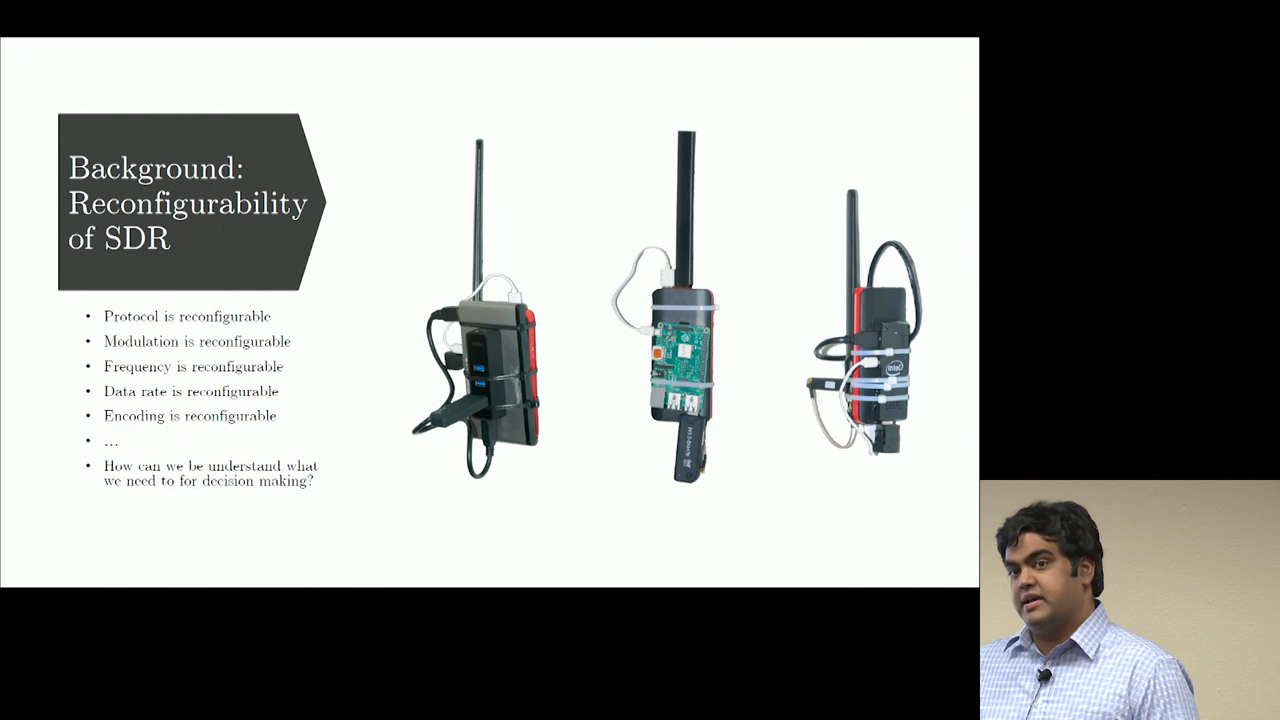 Background:
Reconfigurability
of SDR
• Protocol is reconfigurable
• Modulation is reconfigurable
• Frequency is reconfigurable
• Data rate is reconfigurable
• Encoding is reconfigurable
• ...
• How can we be understand what
we need to for decision making?
intel